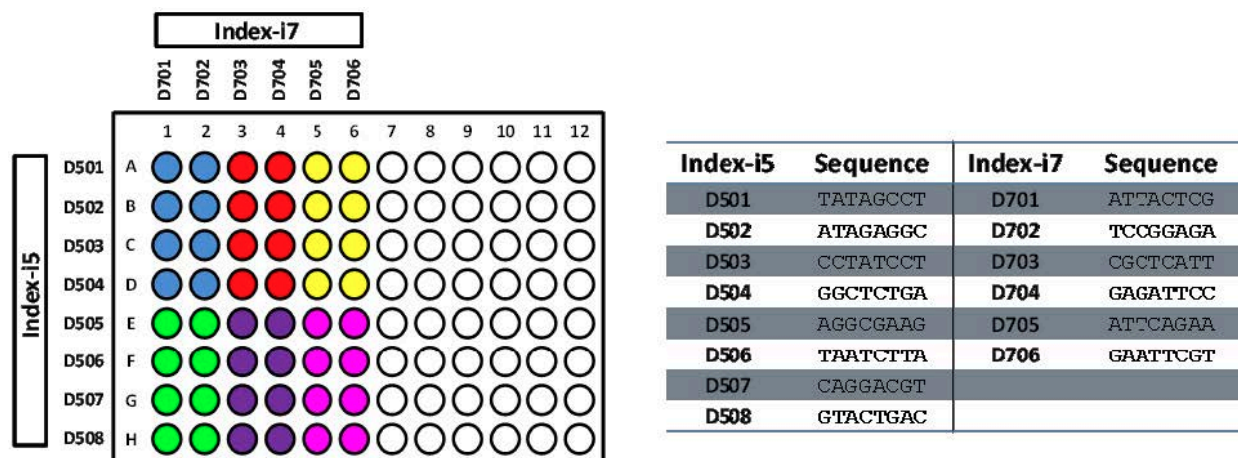 Index-i7
D701 D702 D703 D704 D705 D706
1 2 3 4 5 6 7 8 9 10 11 12
Index-i5
D501 A
D502 B
D503 C
D504 D
D505 E
D506 F
D507 G
D508 H
Index-i5 Sequence Index-i7 Sequence
D501 TATAGCCT D701 ATTACTCG
D502 ATAGAGGC D702 TCCGGAGA
D503 CCTATCCT D703 CGCTCATT
D504 GGCTCTGA D704 GAGATTCC
D505 AGGCGAAG D705 ATTCAGAA
D506 TAATCTTA D706 GAATTCGT
D507 CAGGACGT
D508 GTACTGAC